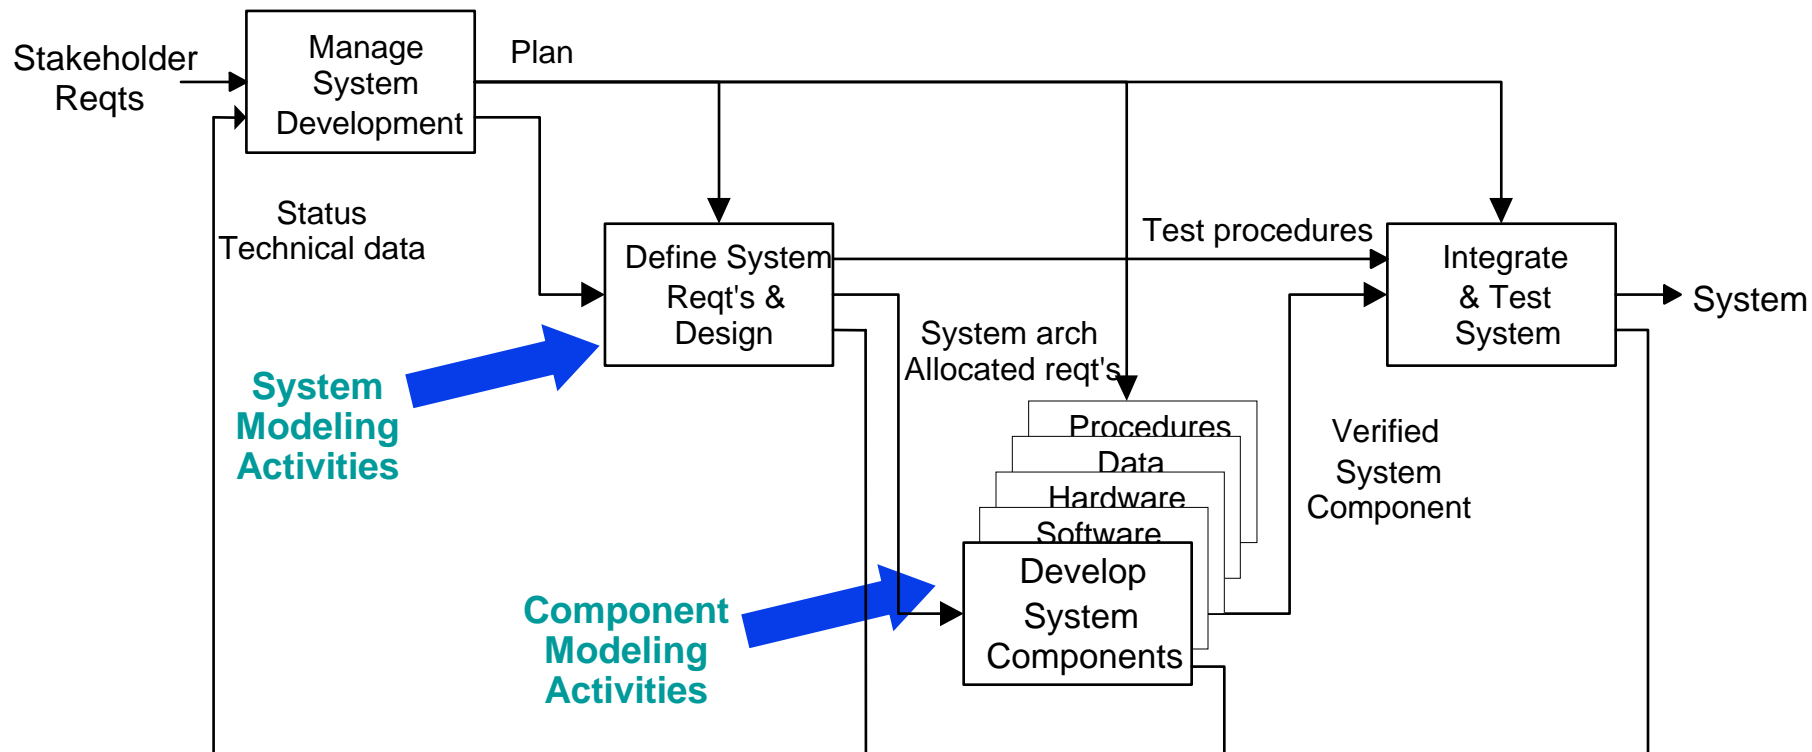 Stakeholder
Reqts
Manage
System
Development
Plan
Status
Technical data
Define System
Reqt's &
Design
Test procedures
Integrate
& Test
System
System
System arch
Allocated reqt's
System
Modeling
Activities
Procedures
Data
Hardware
Software
Develop
System
Components
Verified
System
Component
Component
Modeling
Activities